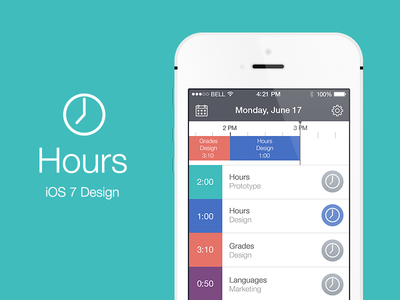 Hours
iOS 7 Design
BELL
4:21 PM
100%
Monday, June 17
2 PM
3 PM
Grades
Design
3:10
Hours
Design
1:00
2:00
Hours
Prototype
1:00
Hours
Design
3:10
Grades
Design
0:50
Languages
Marketing